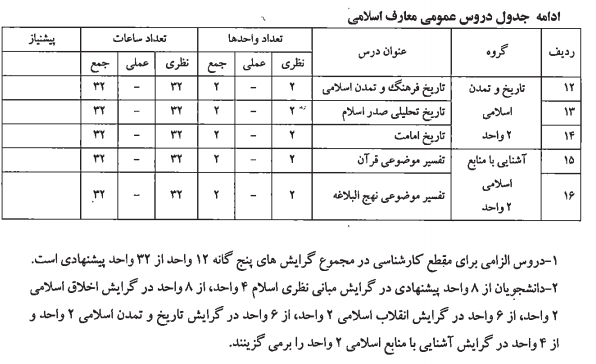 ادامه جدول دروس عمومی معارف اسلامی
ردیف گروه عنوان درس تعداد واحدها تعداد ساعات پیشنیاز
نظری عملی جمع نظری عملی جمع
۱۲ تاریخ و تمدن تاریخ فرهنگ و تمدن اسلامی ۲ – ۲ ۳۲ – ۳۲
۱۳ اسلامی تاریخ تحلیلی صدر اسلام ۲ – ۲ ۳۲ – ۳۲
۱۴ ۲ واحد تاریخ امامت ۲ – ۲ ۳۲ – ۳۲
۱۵ آشنایی با منابع تفسیر موضوعی قرآن ۲ – ۲ ۳۲ – ۳۲
اسلامی
۱۶ ۲ واحد تفسیر موضوعی نهج البلاغه ۲ – ۲ ۳۲ – ۳۲
۱–دروس الزامی برای مقطع کارشناسی در مجموع گرایش های پنج گانه ۱۲ واحد از ۳۲ واحد پیشنهادی است.
۲–دانشجویان از ۸ واحد پیشنهادی در گرایش مبانی نظری اسلام ۴ واحد، از ۸ واحد در گرایش اخلاق اسلامی
۲ واحد، از ۶ واحد در گرایش انقلاب اسلامی ۲ واحد، از ۶ واحد در گرایش تاریخ و تمدن اسلامی ۲ واحد و
از ۴ واحد در گرایش آشنایی با منابع اسلامی ۲ واحد را برمی گزینند.